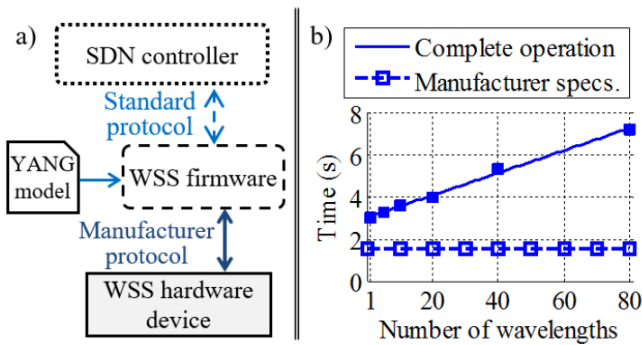 a)
SDN controller
Standard
protocol
YANG
model
WSS firmware
Manufacturer
protocol
WSS hardware
device
b)
Complete operation
Manufacturer specs.
Time (s)
8
6
4
2
0
1 20 40 60 80
Number of wavelengths